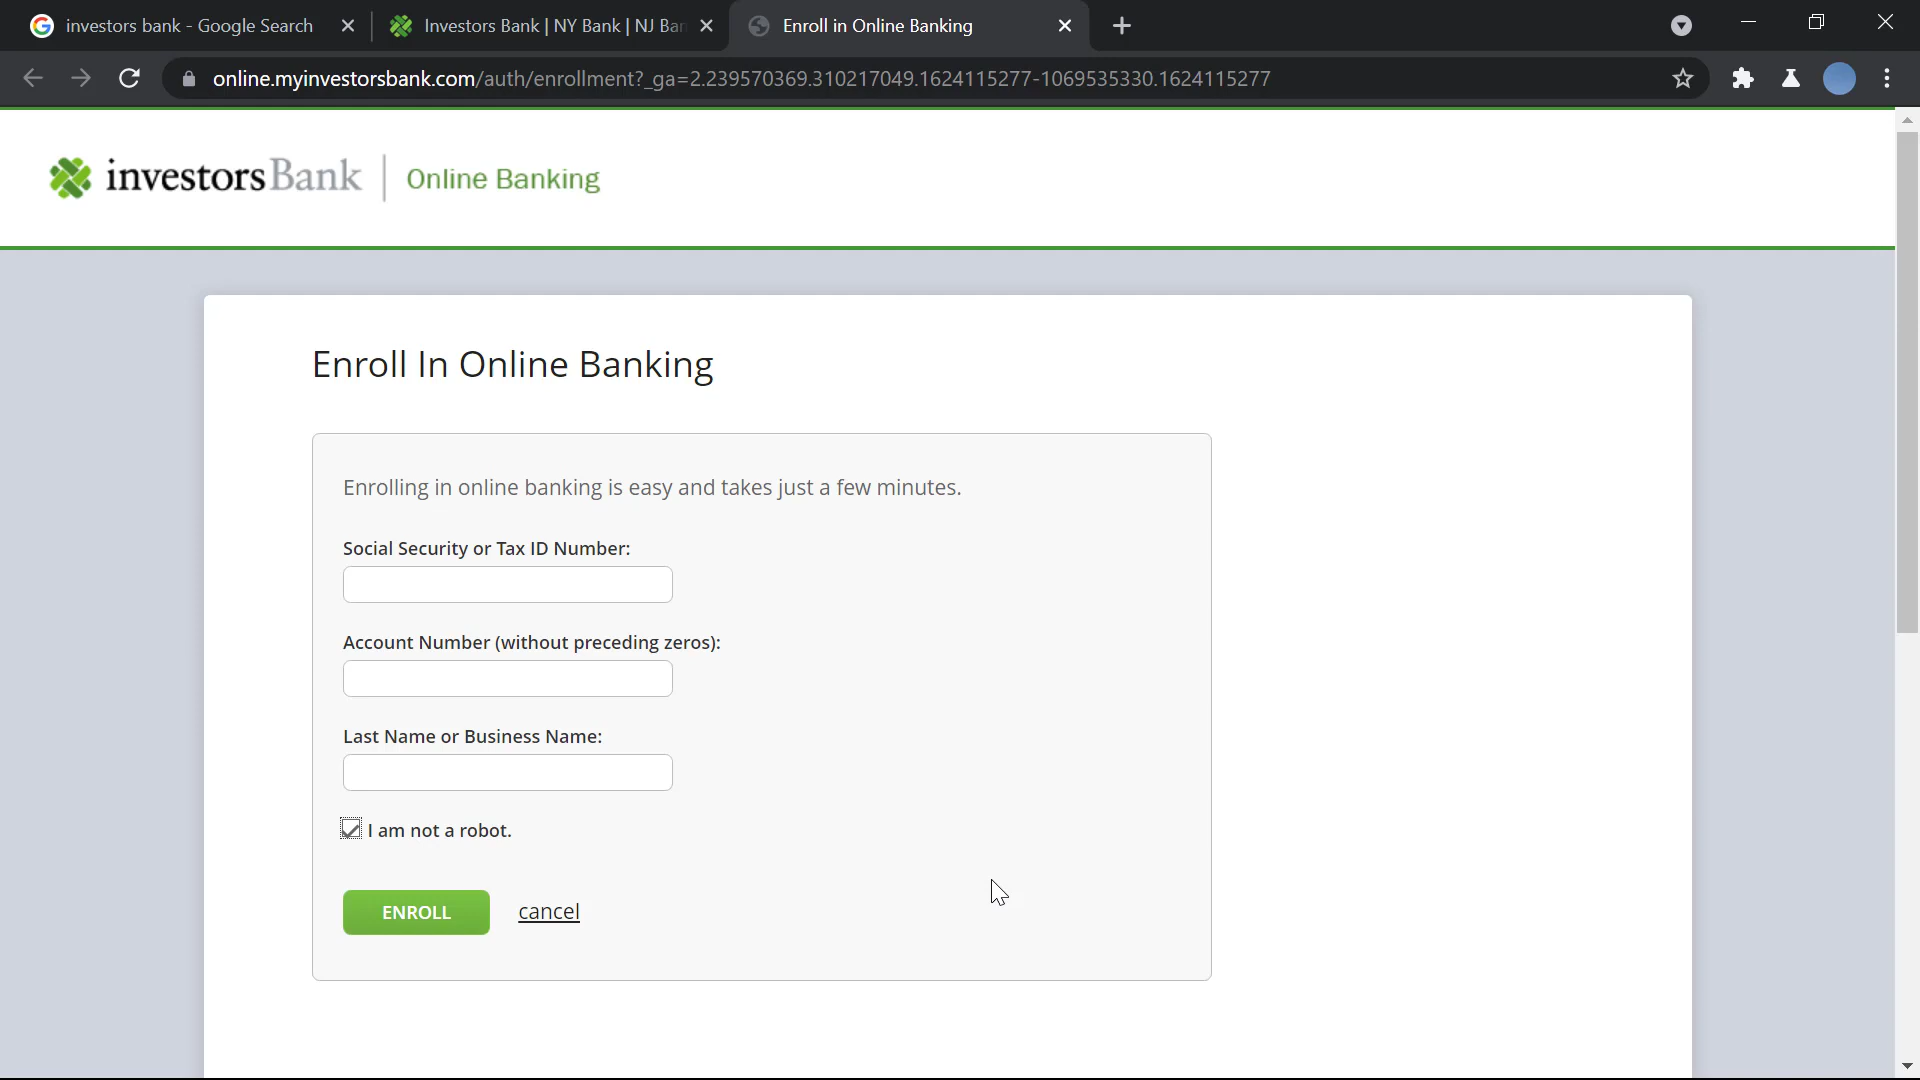 investors bank - Google Search
Investors Bank | NY Bank | NJ Ban
Enroll in Online Banking
online.myinvestorsbank.com/auth/enrollment?_ga=2.239570369.310217049.1624115277-1069535330.1624115277
investorsBank
Online Banking
Enroll In Online Banking
Enrolling in online banking is easy and takes just a few minutes.
Social Security or Tax ID Number:
Account Number (without preceding zeros):
Last Name or Business Name:
I am not a robot.
ENROLL cancel